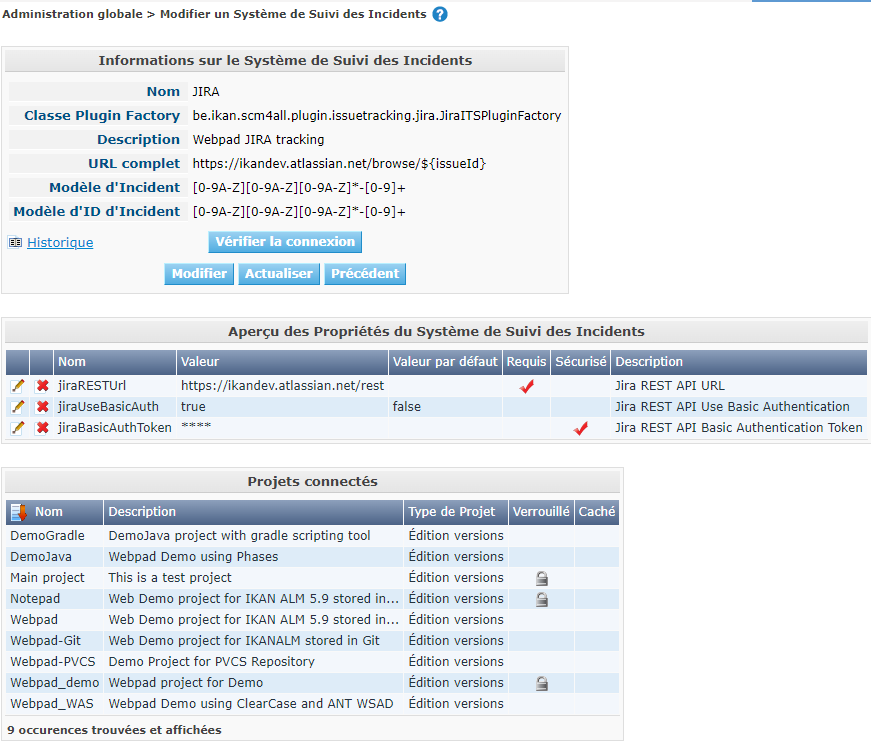 Administration globale > Modifier un Système de Suivi des Incidents ?
Informations sur le Système de Suivi des Incidents
Nom JIRA
Classe Plugin Factory be.ikan.scm4all.plugin.issuetracking.jira.JiraITSPluginFactory
Description Webpad JIRA tracking
URL complet https://ikandev.atlassian.net/browse/${issueId}
Modèle d'Incident [0-9A-Z][0-9A-Z][0-9A-Z]*-[0-9]+
Modèle d'ID d'Incident [0-9A-Z][0-9A-Z][0-9A-Z]*-[0-9]+
Historique Vérifier la connexion
Modifier Actualiser Précédent
Aperçu des Propriétés du Système de Suivi des Incidents
Nom Valeur Valeur par défaut Requis Sécurisé Description
jiraRESTUrl https://ikandev.atlassian.net/rest Jira REST API URL
jiraUseBasicAuth true false Jira REST API Use Basic Authentication
jiraBasicAuthToken **** Jira REST API Basic Authentication Token
Projets connectés
Nom Description Type de Projet Verrouillé Caché
DemoGradle DemoJava project with gradle scripting tool Édition versions
DemoJava Webpad Demo using Phases Édition versions
Main project This is a test project Édition versions
Notepad Web Demo project for IKAN ALM 5.9 stored in... Édition versions
Webpad Web Demo project for IKAN ALM 5.9 stored in... Édition versions
Webpad-Git Web Demo project for IKANALM stored in Git Édition versions
Webpad-PVCS Demo Project for PVCS Repository Édition versions
Webpad_demo Webpad project for Demo Édition versions
Webpad_WAS Webpad Demo using ClearCase and ANT WSAD Édition versions
9 occurences trouvées et affichées